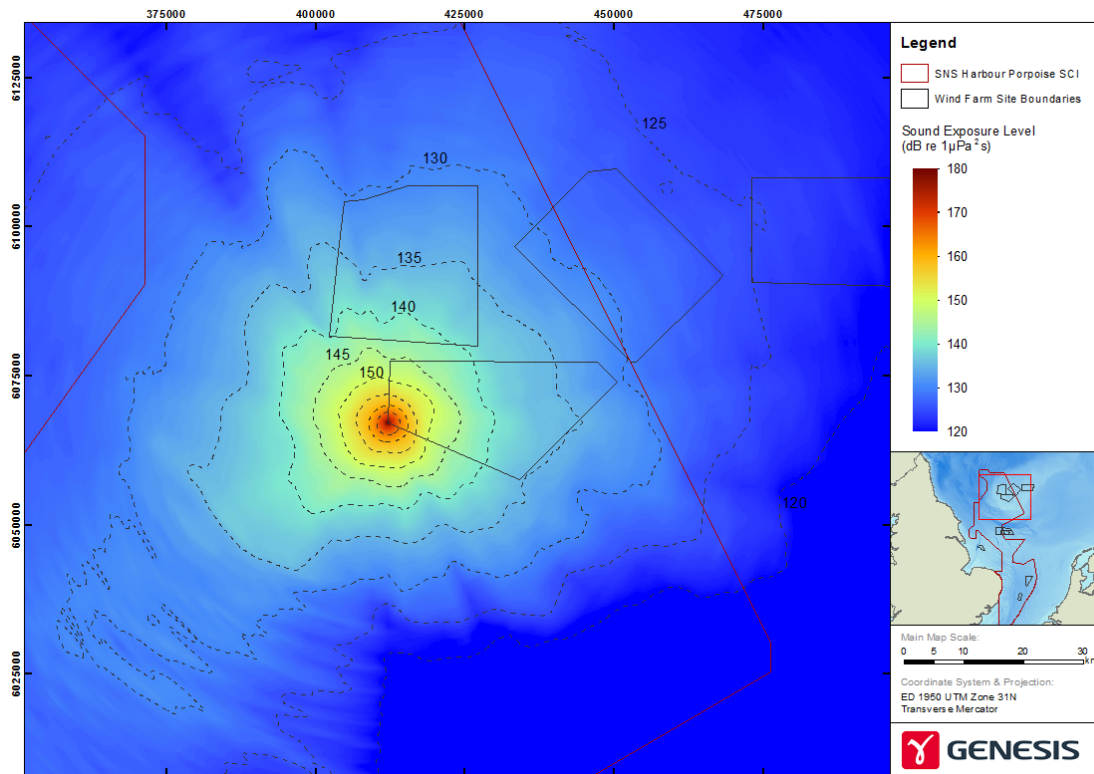 375000
400000
425000
450000
475000
6125000
6100000
6075000
6050000
6025000
125
130
135
140
145
150
120
Legend
SNS Harbour Porpoise SCI
Wind Farm Site Boundaries
Sound Exposure Level
(dB re 1µPa²s)
180
170
160
150
140
130
120
Main Map Scale:
0 5 10 20 30
km
Coordinate System & Projection:
ED 1950 UTM Zone 31N
Transverse Mercator
GENESIS